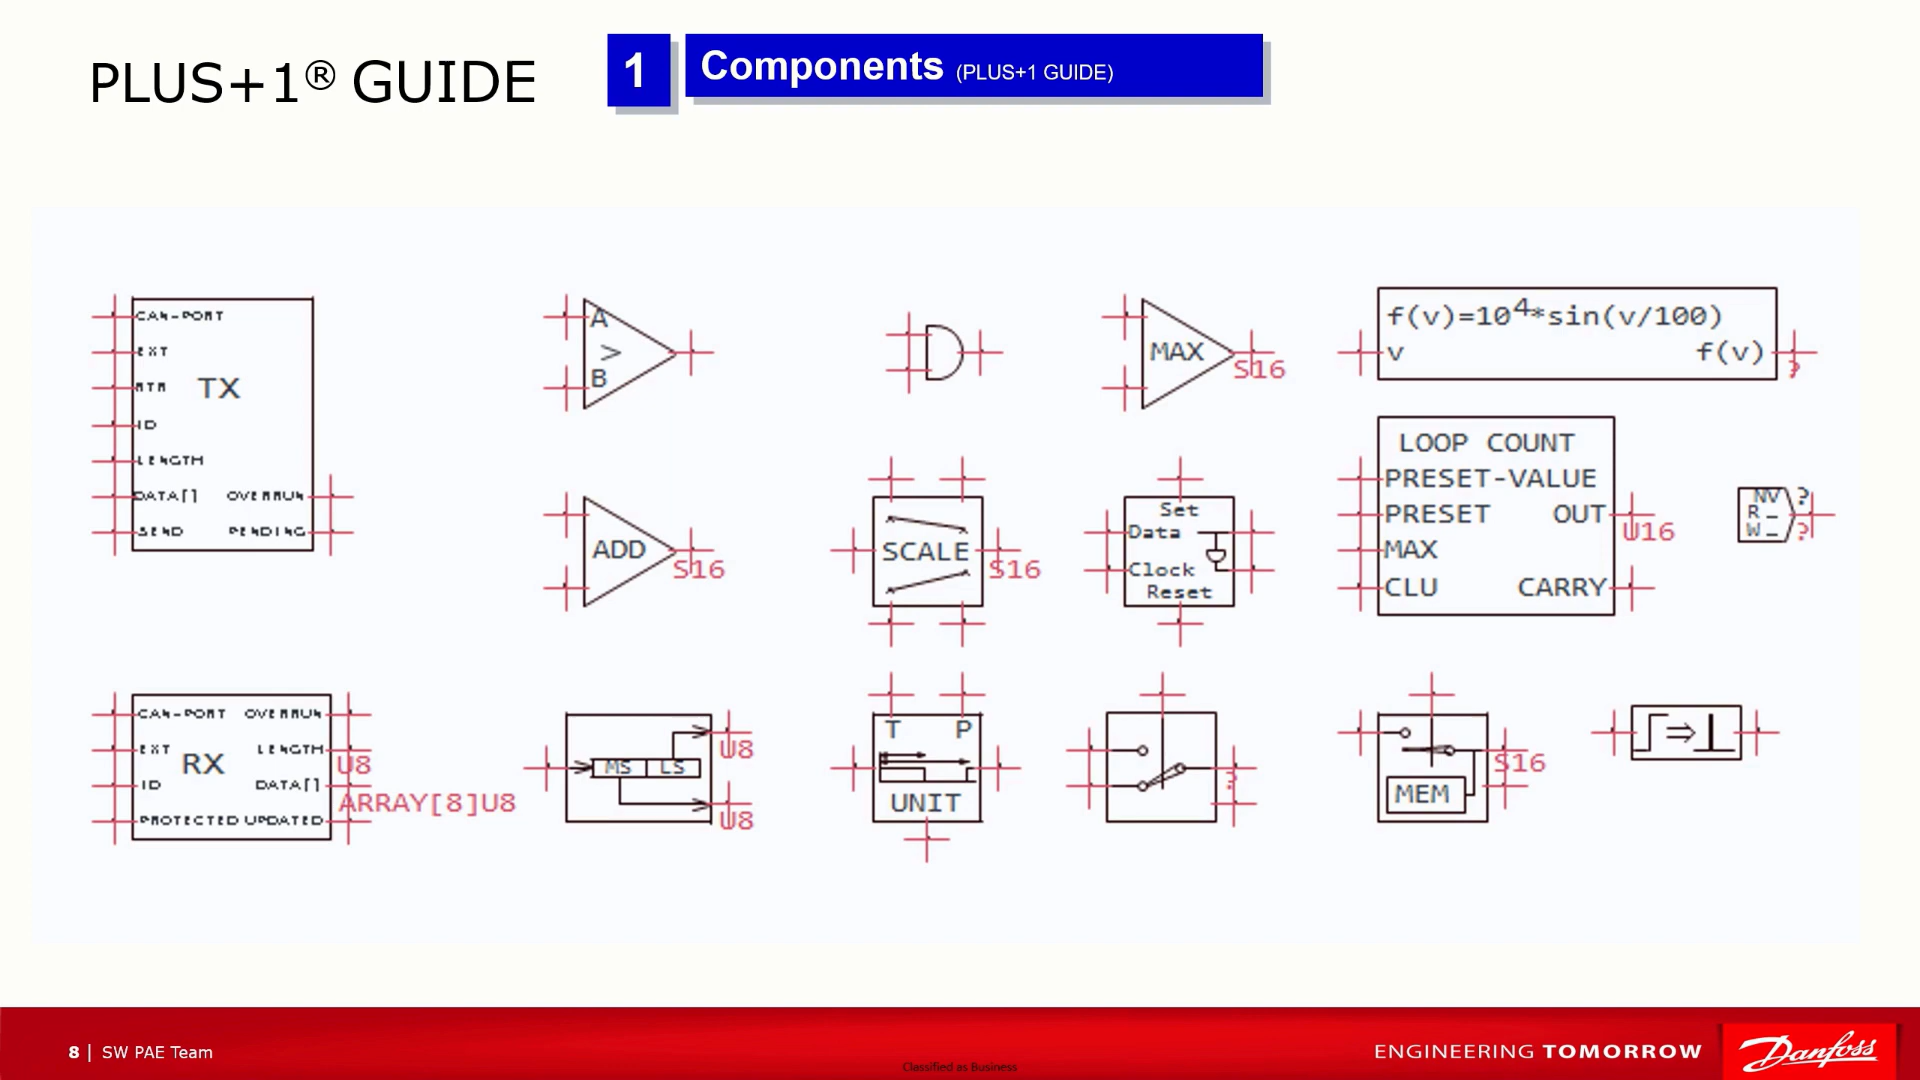 PLUS+1® GUIDE
1
Components (PLUS+1 GUIDE)
CAN-PORT
EXT
RTR
TX
ID
LENGTH
DATA[] OVERRUN
SEND PENDING
A
>
B
MAX
S16
f(v)=10⁴*sin(v/100)
v f(v)
?
ADD
S16
SCALE
S16
Set
Data
Clock
Reset
LOOP COUNT
PRESET-VALUE
PRESET OUT
U16
MAX
CLU CARRY
NV ?
R _
W _ ?
CAN-PORT OVERRUN
EXT LENGTH
RX
U8
ID DATA[]
ARRAY[8]U8
PROTECTED UPDATED
U8
MS LS
U8
T P
UNIT
?
S16
MEM
8 | SW PAE Team
Classified as Business
ENGINEERING TOMORROW
Danfoss